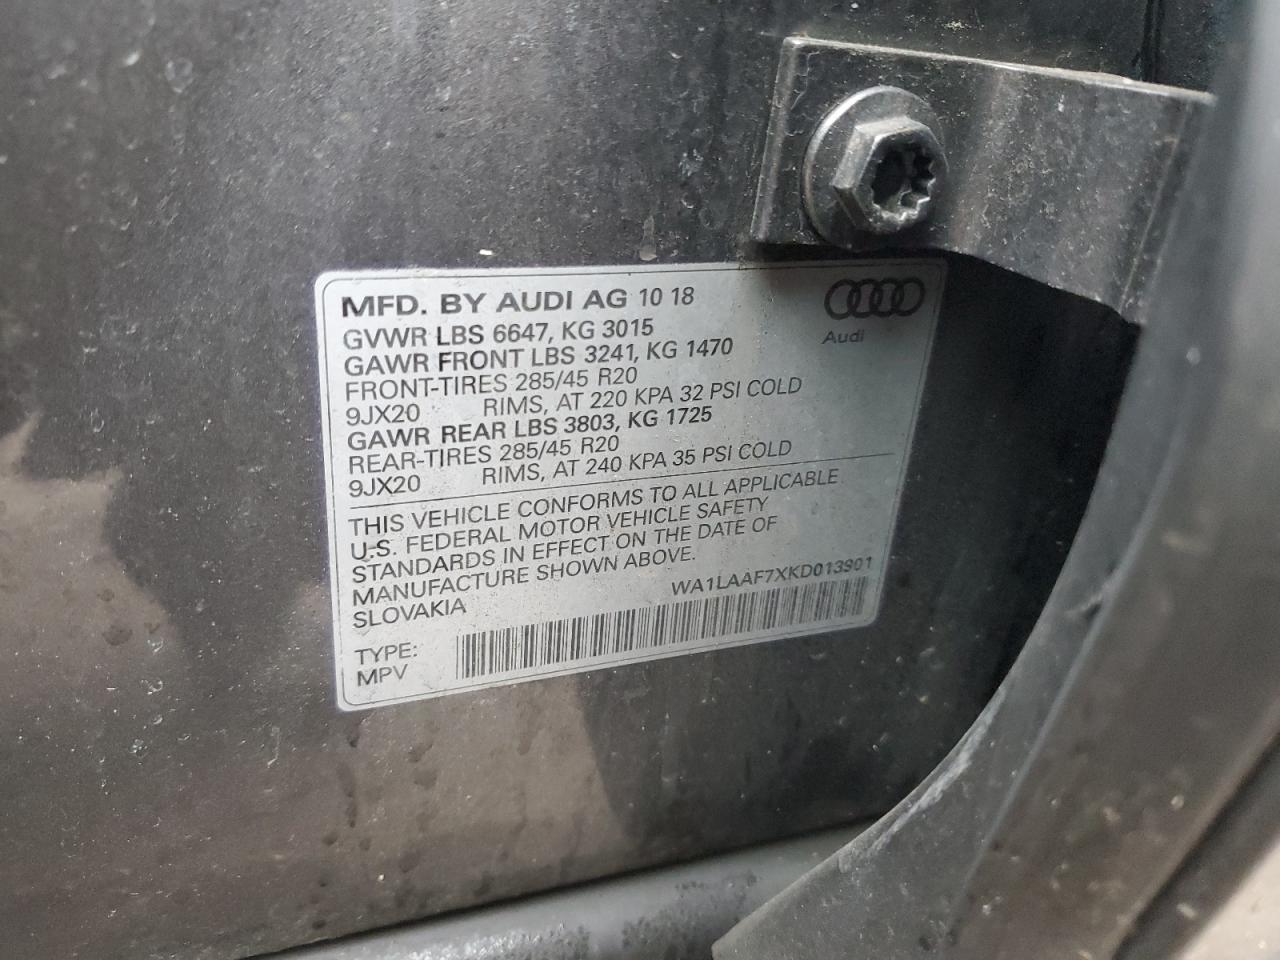 MFD. BY AUDI AG 10 18
Audi
GVWR LBS 6647, KG 3015
GAWR FRONT LBS 3241, KG 1470
FRONT-TIRES 285/45 R20
9JX20 RIMS, AT 220 KPA 32 PSI COLD
GAWR REAR LBS 3803, KG 1725
REAR-TIRES 285/45 R20
9JX20 RIMS, AT 240 KPA 35 PSI COLD
THIS VEHICLE CONFORMS TO ALL APPLICABLE
U.S. FEDERAL MOTOR VEHICLE SAFETY
STANDARDS IN EFFECT ON THE DATE OF
MANUFACTURE SHOWN ABOVE.
SLOVAKIA
WA1LAAF7XKD013901
TYPE:
MPV